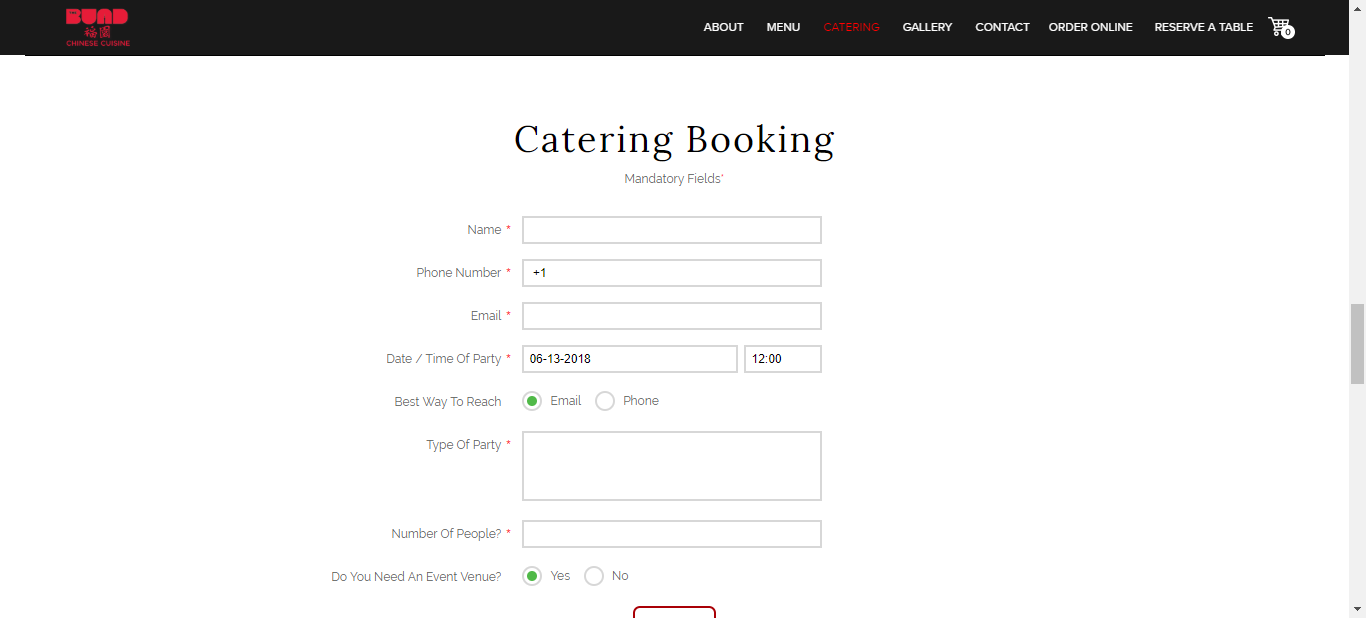 BUND
裕園
CHINESE CUISINE
ABOUT MENU CATERING GALLERY CONTACT ORDER ONLINE RESERVE A TABLE 0
Catering Booking
Mandatory Fields*
Name *
Phone Number * +1
Email *
Date / Time Of Party * 06-13-2018 12:00
Best Way To Reach Email Phone
Type Of Party *
Number Of People? *
Do You Need An Event Venue? Yes No